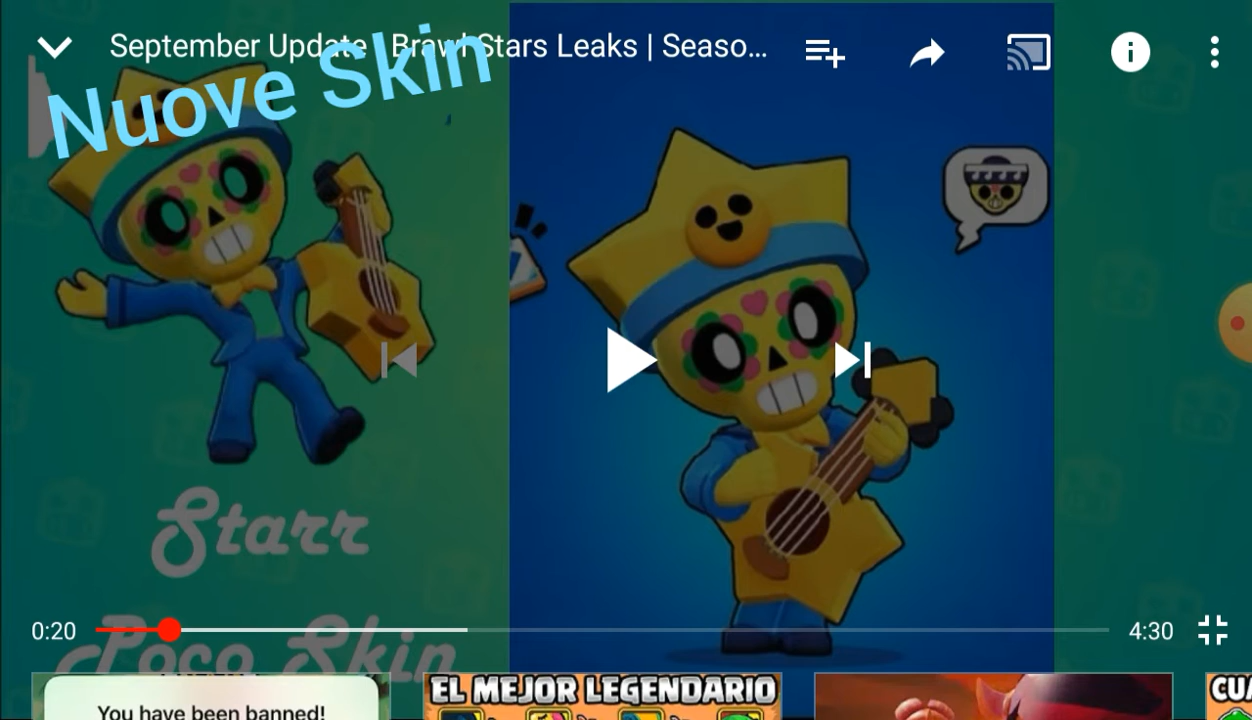 September Update | Brawl Stars Leaks | Seaso...
Nuove Skin
Starr
Poco Skin
0:20
4:30
You have been banned!
EL MEJOR LEGENDARIO